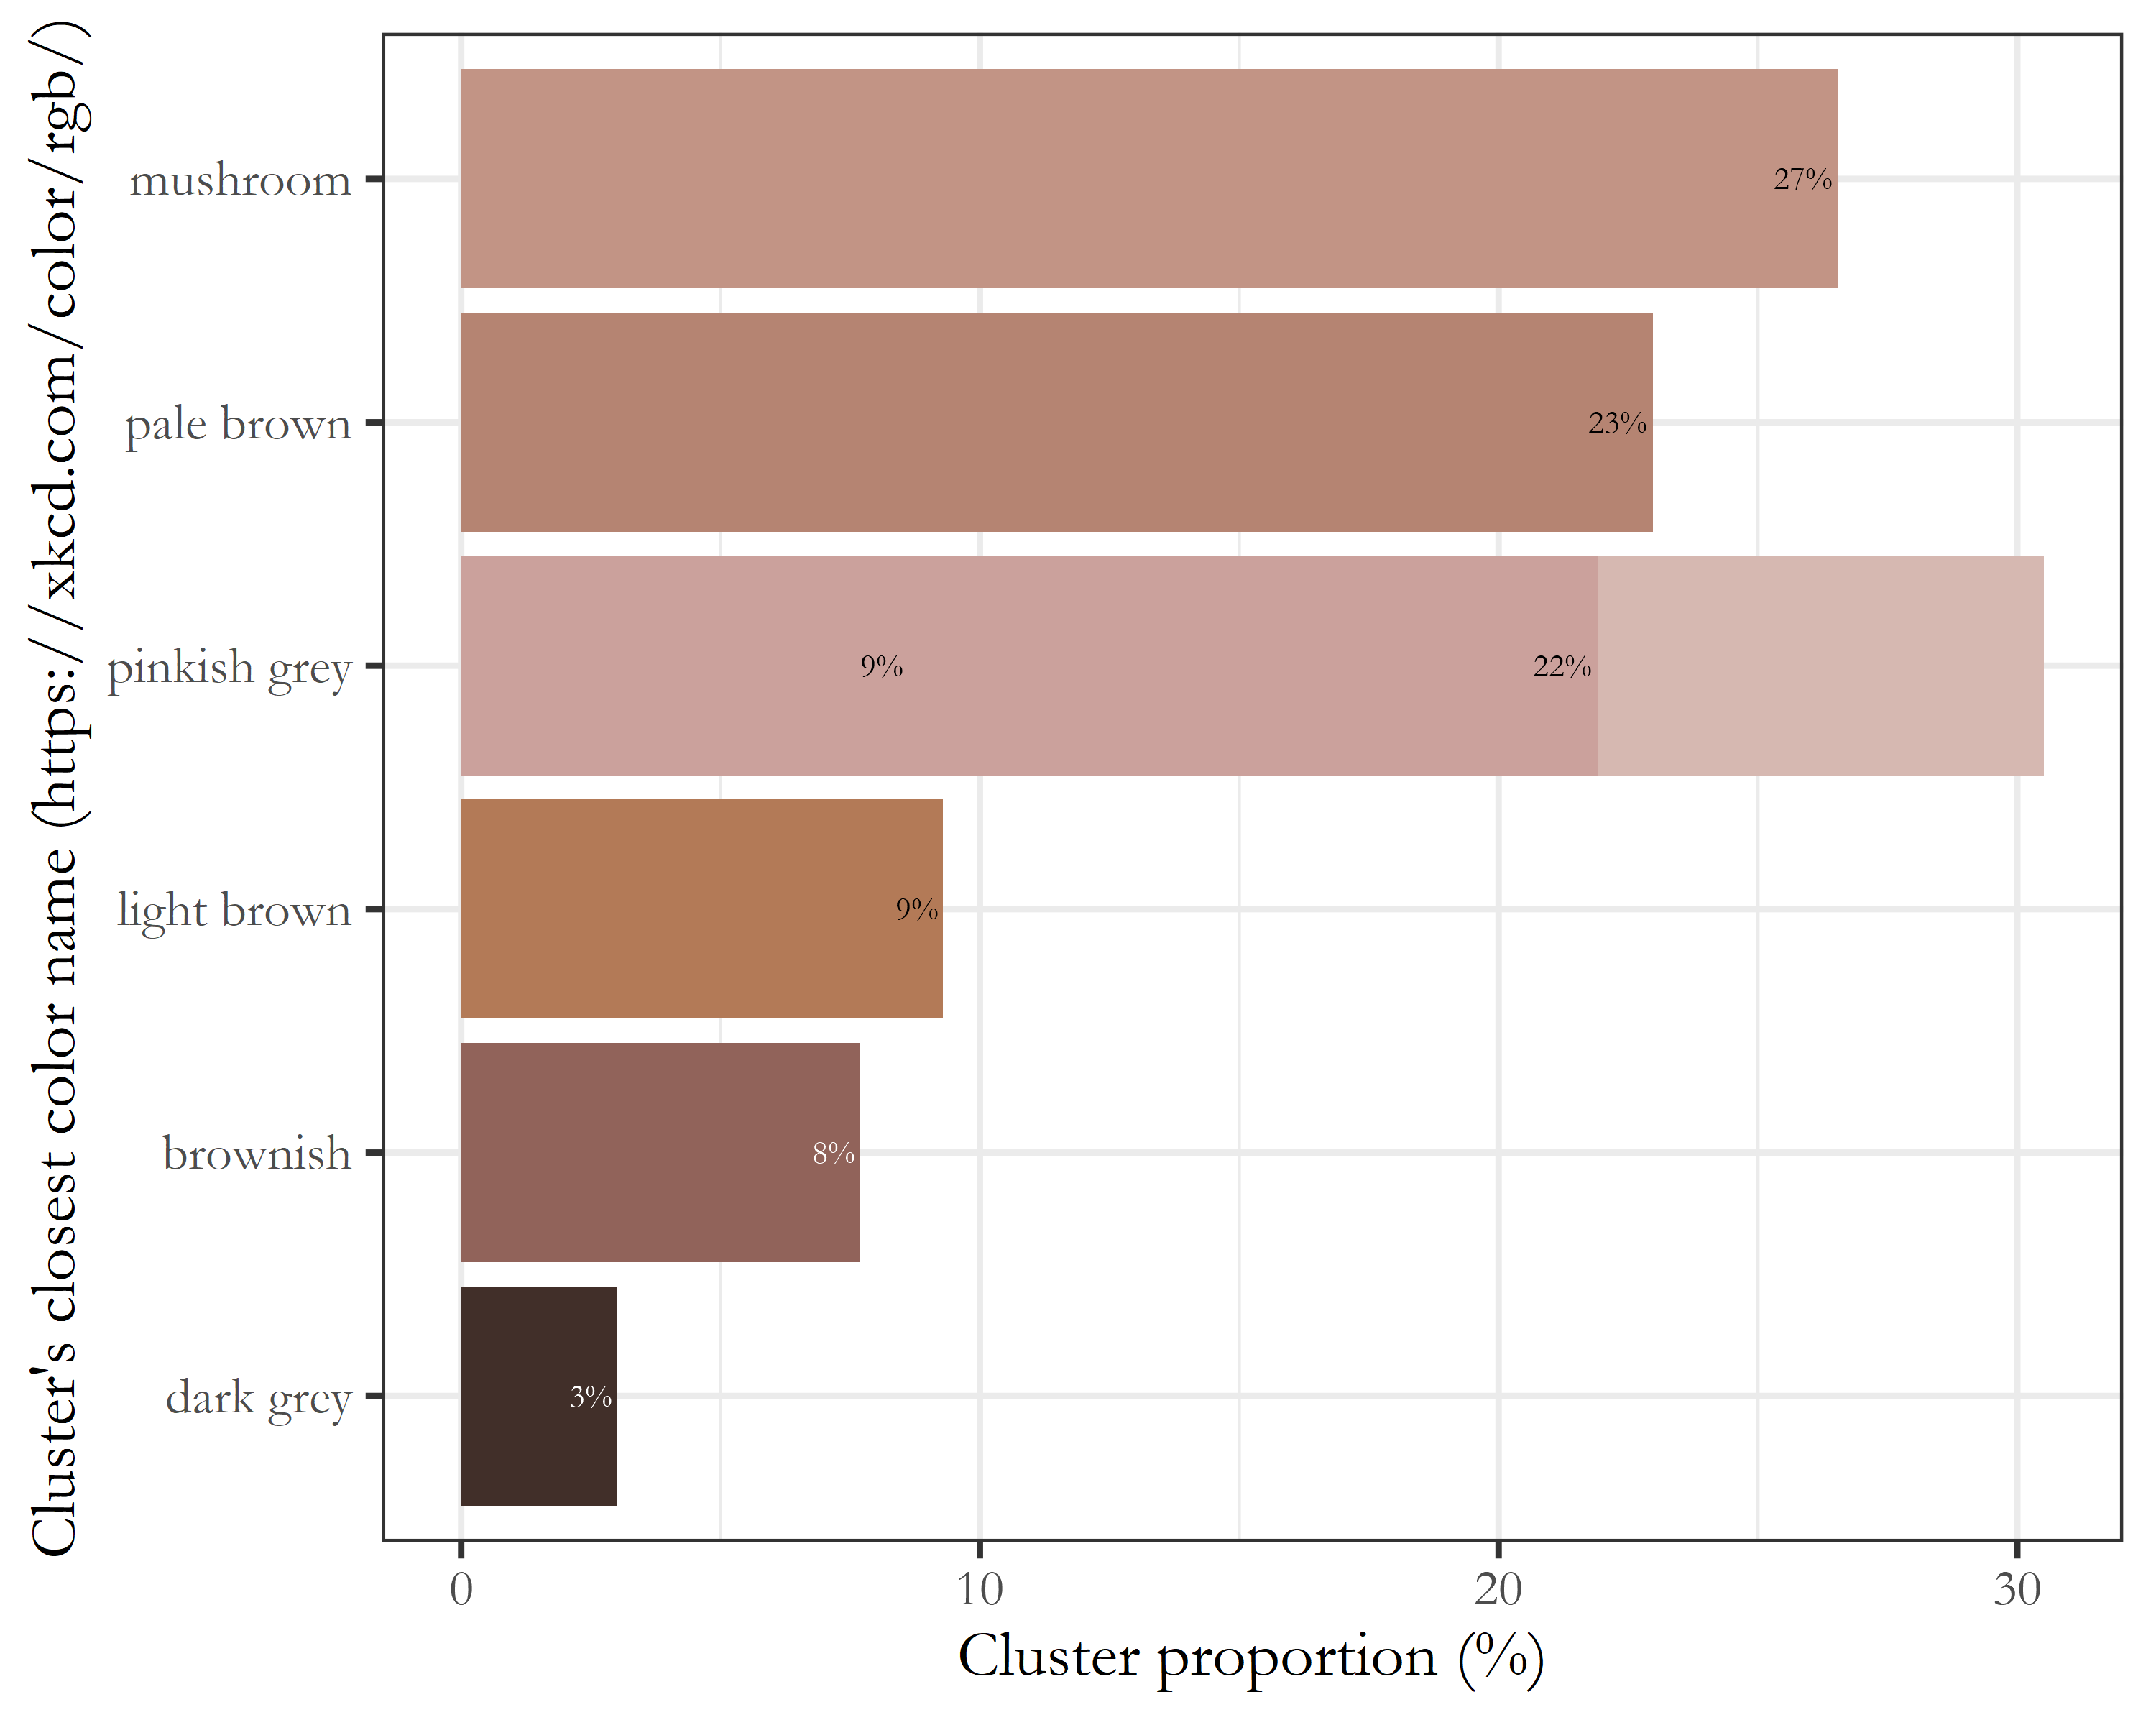 Cluster's closest color name (https://xkcd.com/color/rgb/)
mushroom
27%
pale brown
23%
pinkish grey
9%
22%
light brown
9%
brownish
8%
dark grey
3%
0
10
20
30
Cluster proportion (%)